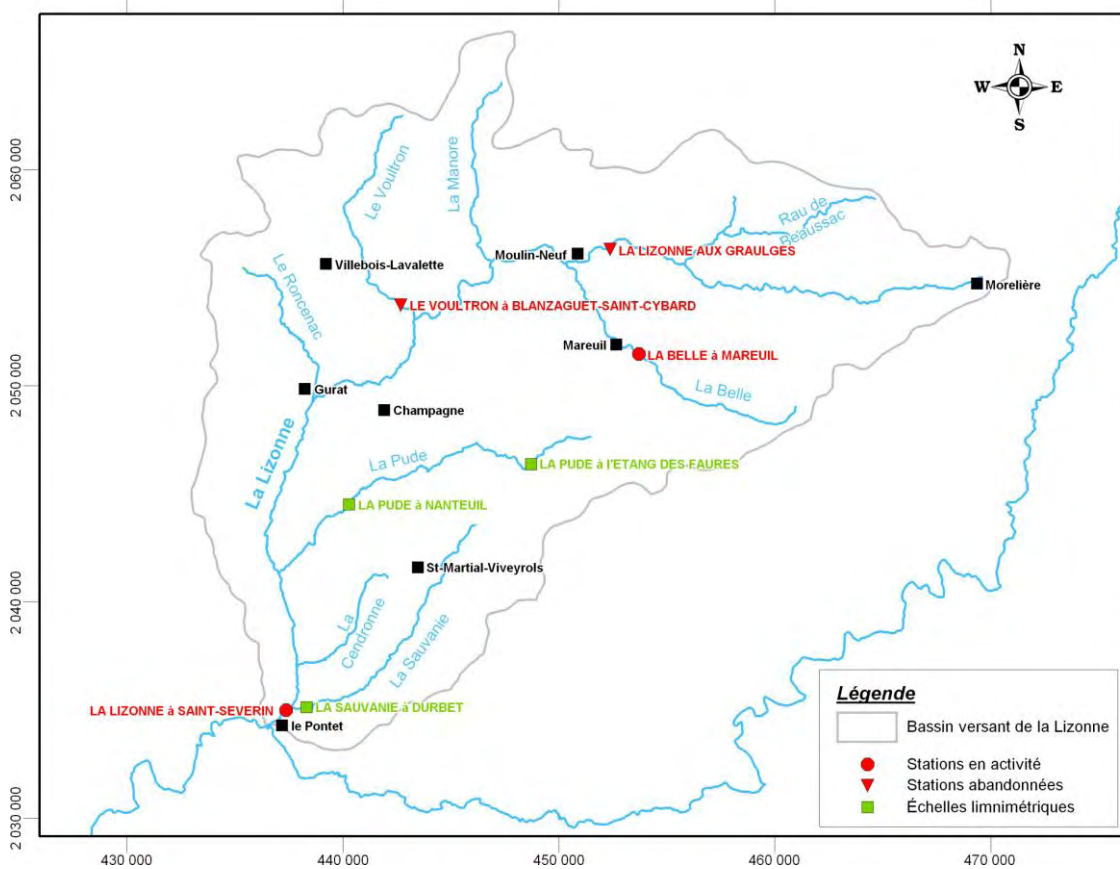 N
W
E
S
2 060 000
2 050 000
2 040 000
2 030 000
La Manore
Le Voultron
Rau de
Beaussac
Moulin-Neuf
LA LIZONNE AUX GRAULGES
Villebois-Lavalette
Le Roncenac
Morelière
LE VOULTRON à BLANZAGUET-SAINT-CYBARD
Mareuil
LA BELLE à MAREUIL
La Belle
Gurat
Champagne
La Lizonne
La Pude
LA PUDE à l'ETANG DES FAURES
LA PUDE à NANTEUIL
St-Martial-Viveyrols
La
Cendronne
La Sauvanie
LA LIZONNE à SAINT-SEVERIN
LA SAUVANIE à DURBET
le Pontet
Légende
Bassin versant de la Lizonne
Stations en activité
Stations abandonnées
Échelles limnimétriques
430 000
440 000
450 000
460 000
470 000